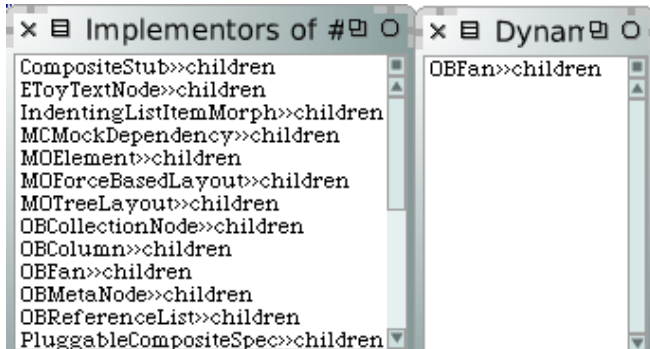 Implementors of #
CompositeStub»children
EToyTextNode»children
IndentingListItemMorph»children
MCMockDependency»children
MOElement»children
MOForceBasedLayout»children
MOTreeLayout»children
OBCollectionNode»children
OBColumn»children
OBFan»children
OBMetaNode»children
OBReferenceList»children
PluggableCompositeSpec»children
Dynam
OBFan»children